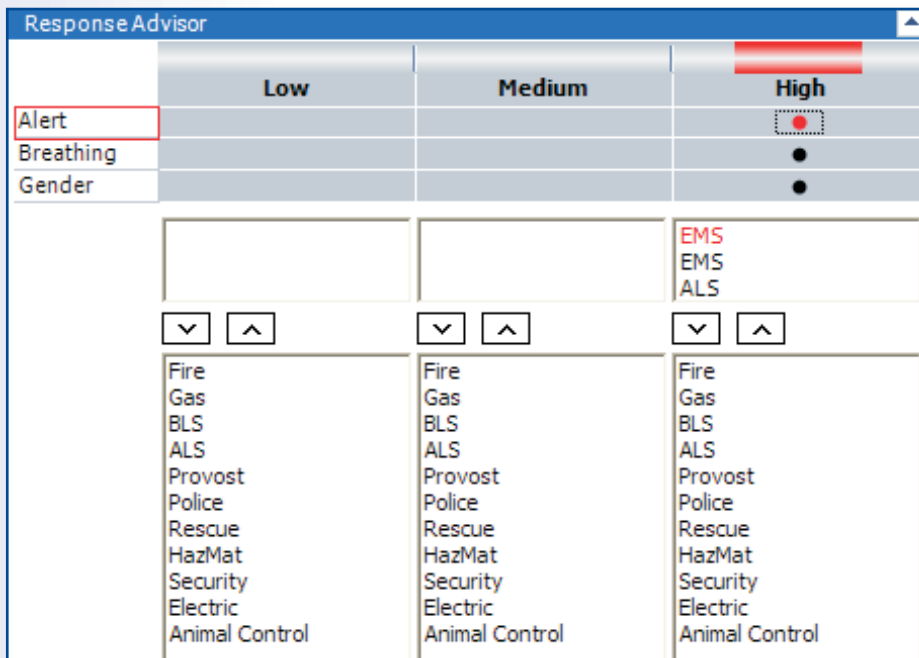 Response Advisor
Low Medium High
Alert
Breathing
Gender
EMS
EMS
ALS
Fire Fire Fire
Gas Gas Gas
BLS BLS BLS
ALS ALS ALS
Provost Provost Provost
Police Police Police
Rescue Rescue Rescue
HazMat HazMat HazMat
Security Security Security
Electric Electric Electric
Animal Control Animal Control Animal Control